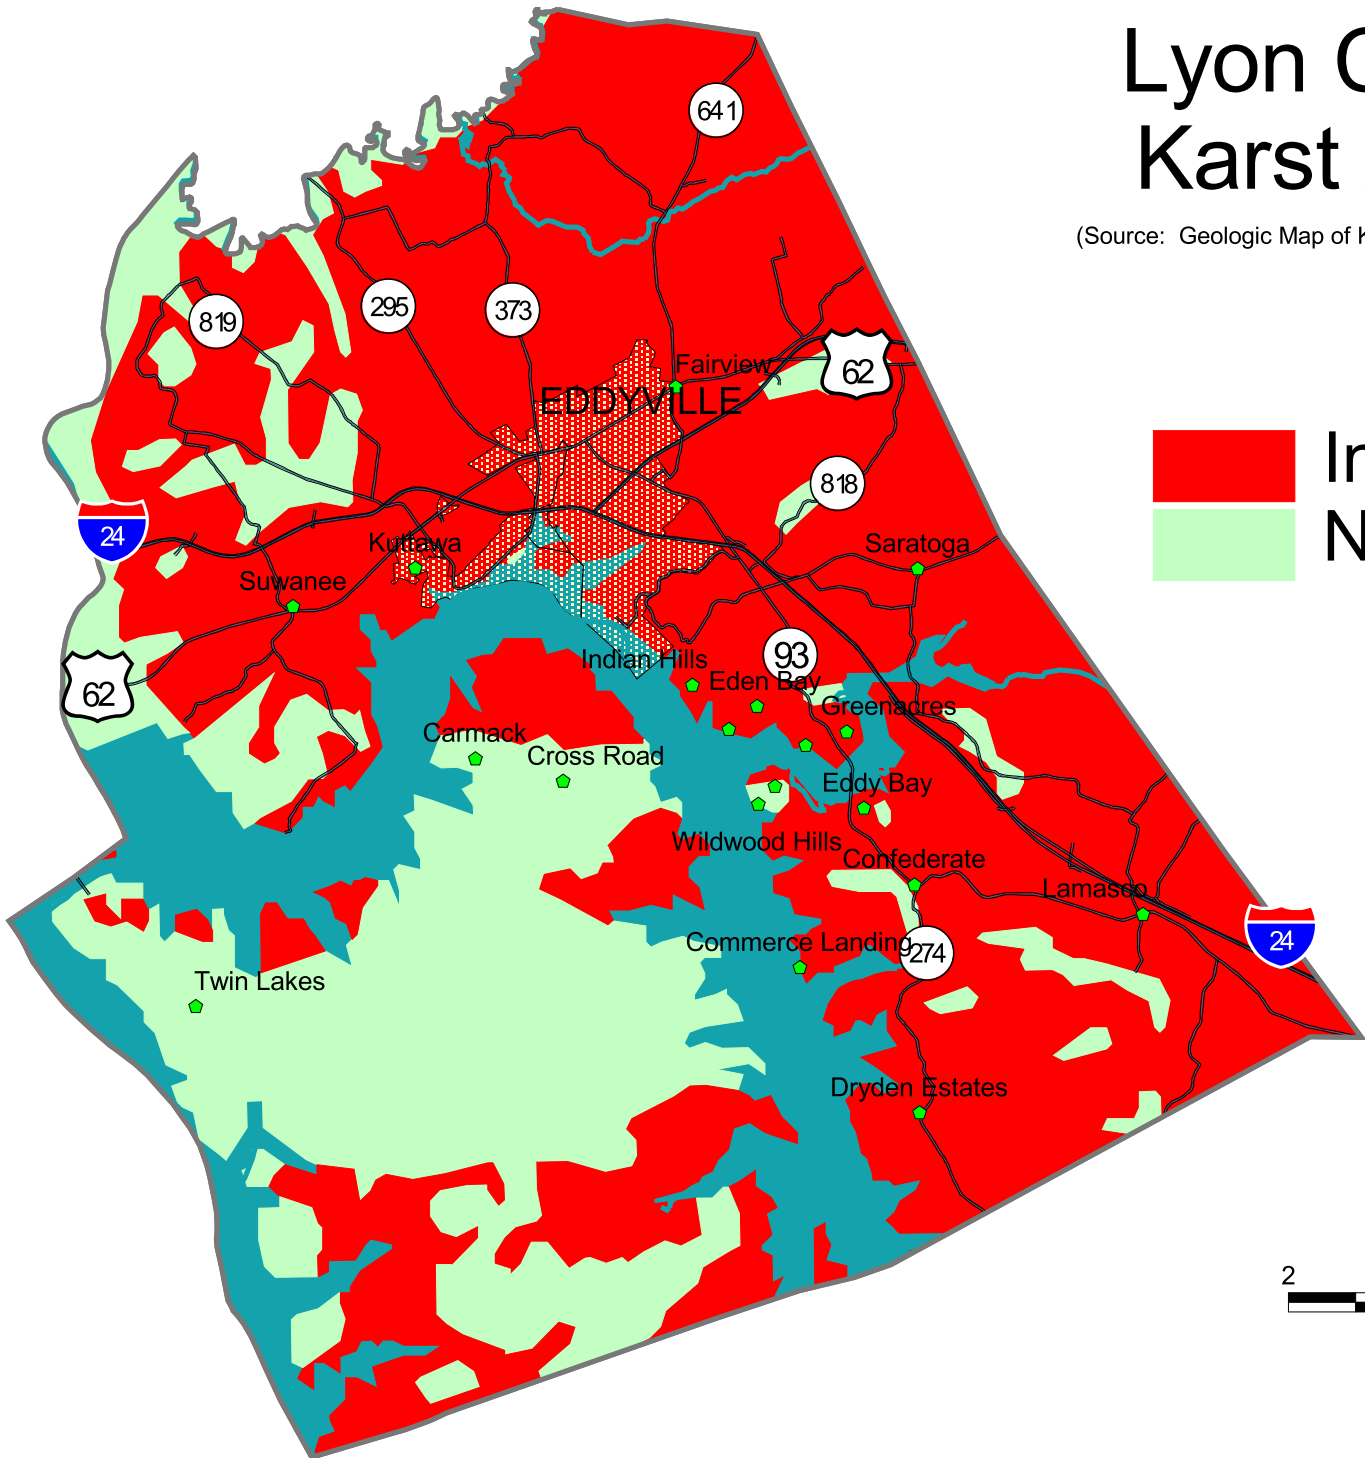 Lyon C
Karst
(Source: Geologic Map of K
641
295
373
819
Fairview
62
EDDYVILLE
In
818
24
N
Kuttawa
Saratoga
Suwanee
93
Indian Hills
62
Eden Bay
Greenacres
Carmack
Cross Road
Eddy Bay
Wildwood Hills
Confederate
Lamasco
Commerce Landing
24
274
Twin Lakes
Dryden Estates
2